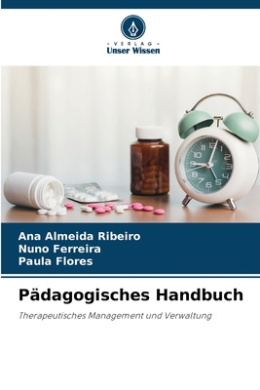 • VERLAG •
Unser Wissen
Ana Almeida Ribeiro
Nuno Ferreira
Paula Flores
Pädagogisches Handbuch
Therapeutisches Management und Verwaltung